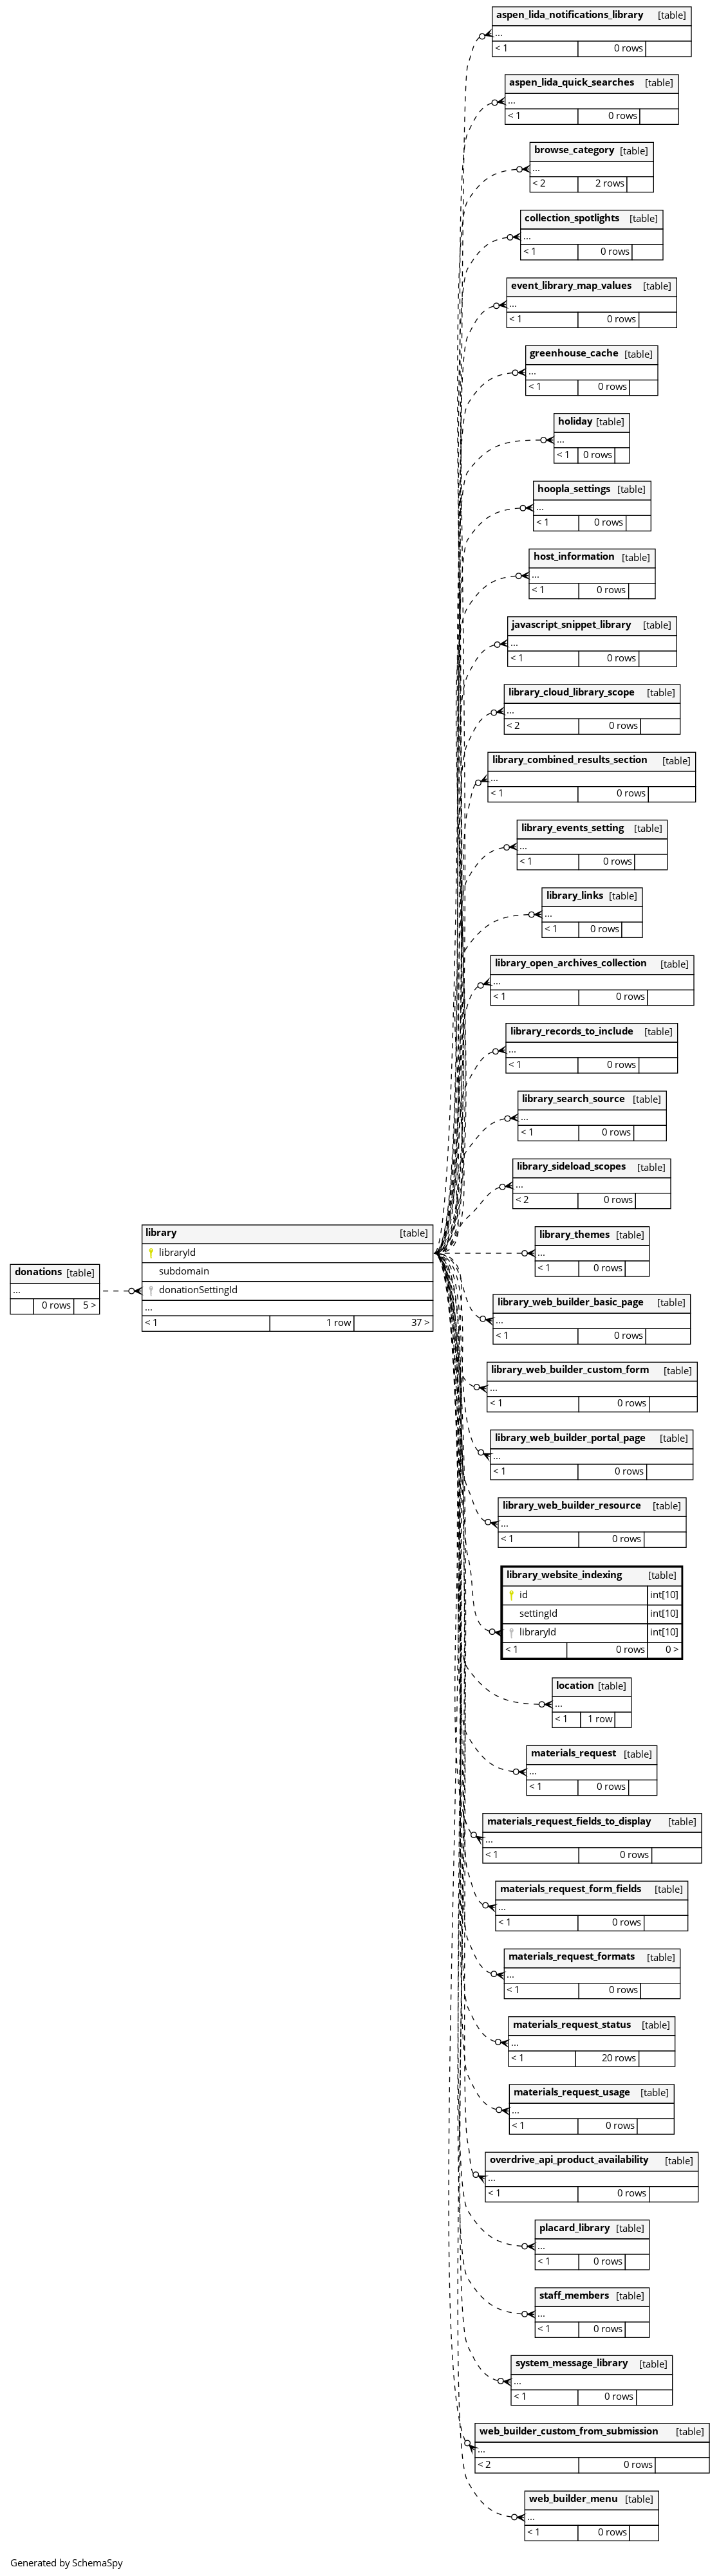 aspen_lida_notifications_library [table]
...
< 1 0 rows
aspen_lida_quick_searches [table]
...
< 1 0 rows
browse_category [table]
...
< 2 2 rows
collection_spotlights [table]
...
< 1 0 rows
event_library_map_values [table]
...
< 1 0 rows
greenhouse_cache [table]
...
< 1 0 rows
holiday [table]
...
< 1 0 rows
hoopla_settings [table]
...
< 1 0 rows
host_information [table]
...
< 1 0 rows
javascript_snippet_library [table]
...
< 1 0 rows
library_cloud_library_scope [table]
...
< 2 0 rows
library_combined_results_section [table]
...
< 1 0 rows
library_events_setting [table]
...
< 1 0 rows
library_links [table]
...
< 1 0 rows
library_open_archives_collection [table]
...
< 1 0 rows
library_records_to_include [table]
...
< 1 0 rows
library_search_source [table]
...
< 1 0 rows
library_sideload_scopes [table]
...
< 2 0 rows
donations [table]
...
0 rows 5 >
library [table]
libraryId
subdomain
donationSettingId
...
< 1 1 row 37 >
library_themes [table]
...
< 1 0 rows
library_web_builder_basic_page [table]
...
< 1 0 rows
library_web_builder_custom_form [table]
...
< 1 0 rows
library_web_builder_portal_page [table]
...
< 1 0 rows
library_web_builder_resource [table]
...
< 1 0 rows
library_website_indexing [table]
id int[10]
settingId int[10]
libraryId int[10]
< 1 0 rows 0 >
location [table]
...
< 1 1 row
materials_request [table]
...
< 1 0 rows
materials_request_fields_to_display [table]
...
< 1 0 rows
materials_request_form_fields [table]
...
< 1 0 rows
materials_request_formats [table]
...
< 1 0 rows
materials_request_status [table]
...
< 1 20 rows
materials_request_usage [table]
...
< 1 0 rows
overdrive_api_product_availability [table]
...
< 1 0 rows
placard_library [table]
...
< 1 0 rows
staff_members [table]
...
< 1 0 rows
system_message_library [table]
...
< 1 0 rows
web_builder_custom_from_submission [table]
...
< 2 0 rows
web_builder_menu [table]
...
< 1 0 rows
Generated by SchemaSpy